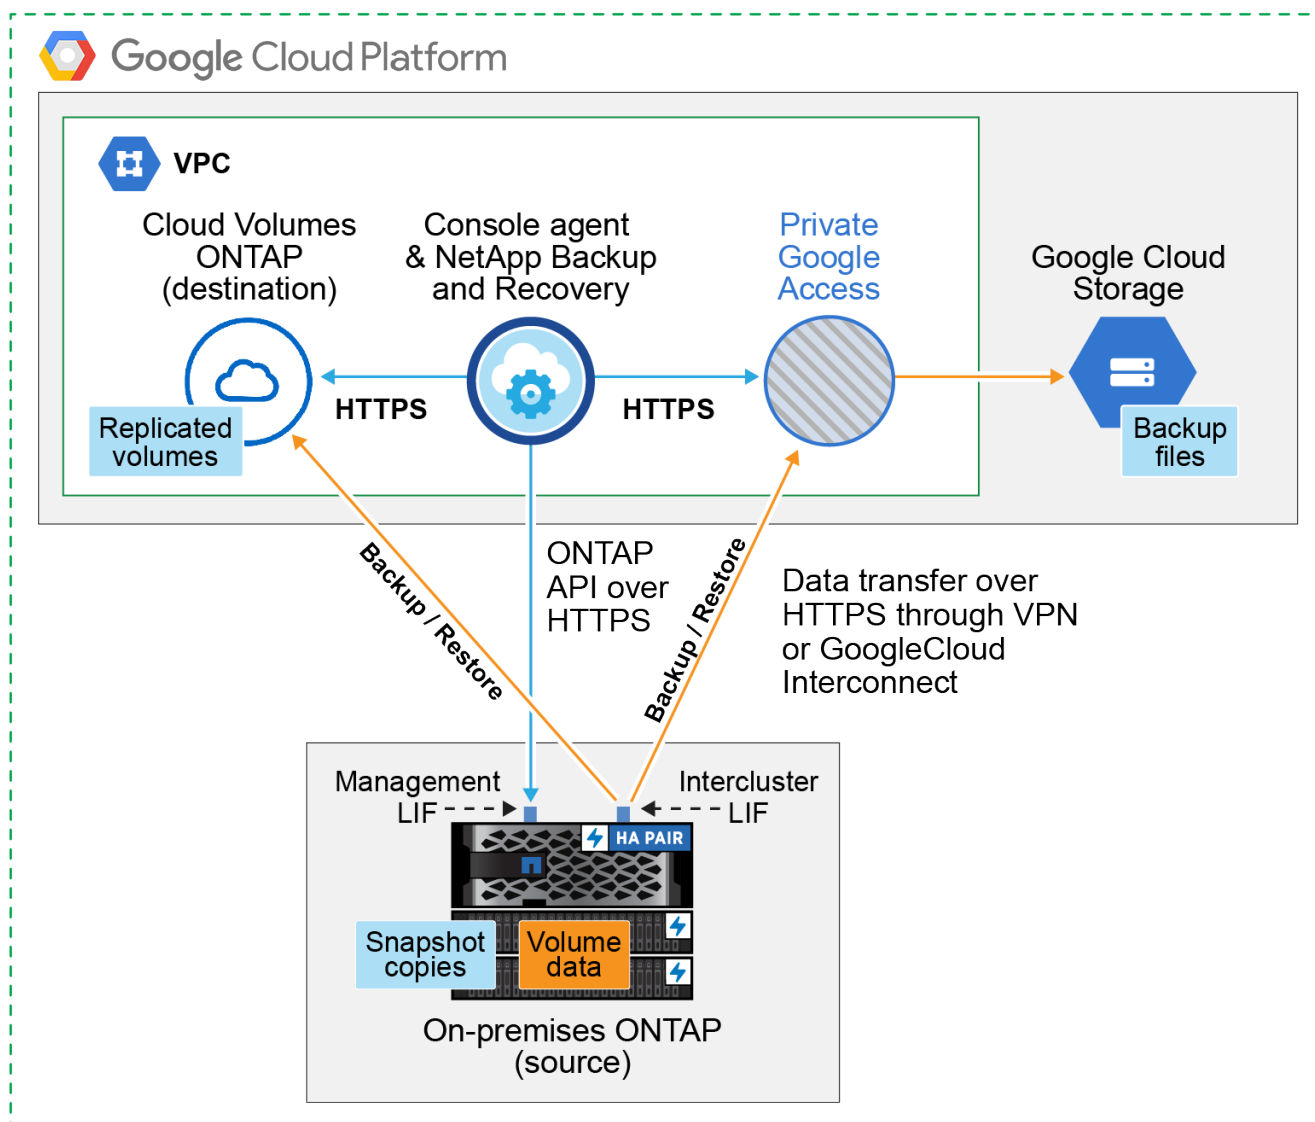 Google Cloud Platform
VPC
Cloud Volumes
ONTAP
(destination)
Console agent
& NetApp Backup
and Recovery
Private
Google
Access
Google Cloud
Storage
HTTPS
HTTPS
Replicated
volumes
Backup
files
Backup / Restore
ONTAP
API over
HTTPS
Backup / Restore
Data transfer over
HTTPS through VPN
or GoogleCloud
Interconnect
Management
LIF
Intercluster
LIF
HA PAIR
Snapshot
copies
Volume
data
On-premises ONTAP
(source)